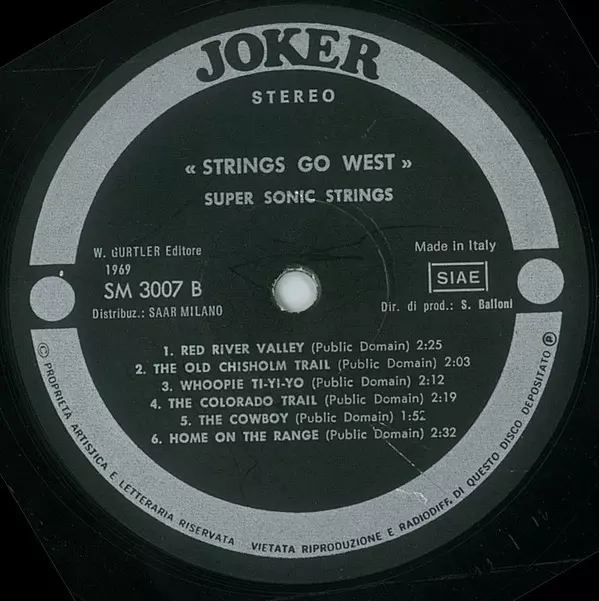 JOKER
STEREO
« STRINGS GO WEST »
SUPER SONIC STRINGS
W. GURTLER Editore
1969
SM 3007 B
Distribuz.: SAAR MILANO
Made in Italy
SIAE
Dir. di prod.: S. Balloni
1. RED RIVER VALLEY (Public Domain) 2:25
2. THE OLD CHISHOLM TRAIL (Public Domain) 2:03
3. WHOOPIE TI-YI-YO (Public Domain) 2:12
4. THE COLORADO TRAIL (Public Domain) 2:19
5. THE COWBOY (Public Domain) 1:52
6. HOME ON THE RANGE (Public Domain) 2:32
© PROPRIETA ARTISTICA E LETTERARIA RISERVATA VIETATA RIPRODUZIONE E RADIODIFF. DI QUESTO DISCO DEPOSITATO ℗